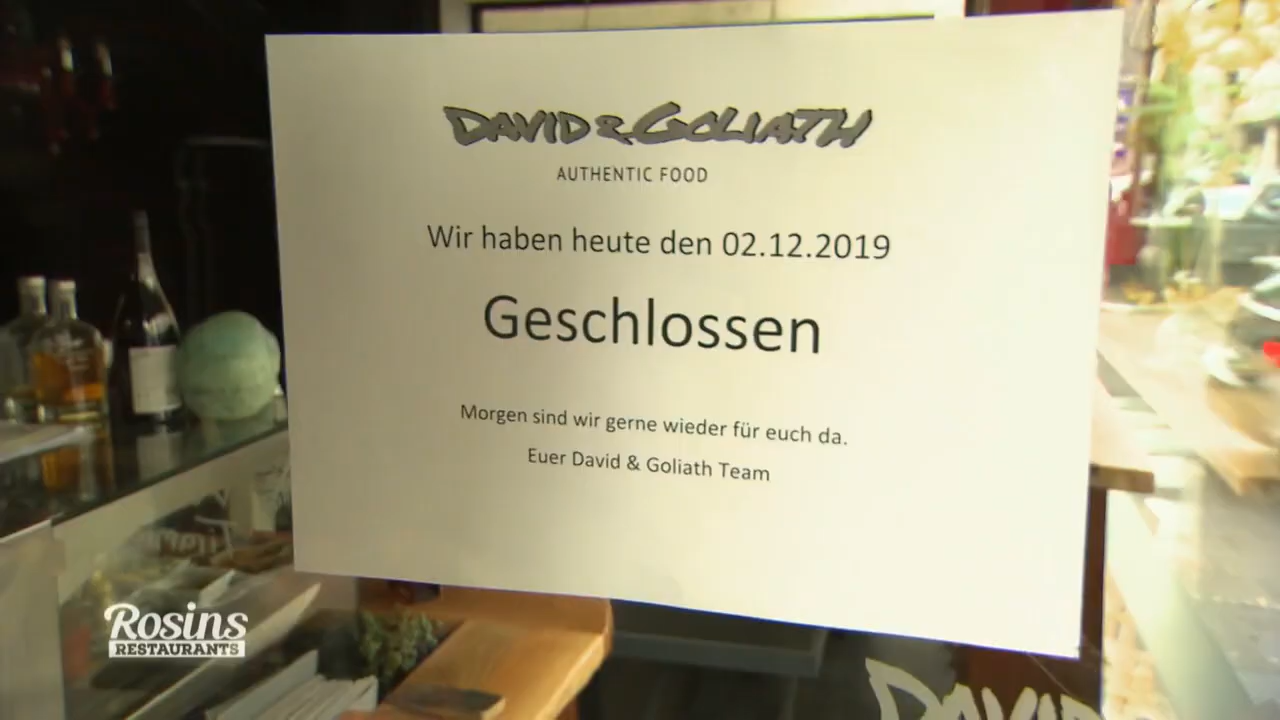 DAVID & GOLIATH
AUTHENTIC FOOD
Wir haben heute den 02.12.2019
Geschlossen
Morgen sind wir gerne wieder für euch da.
Euer David & Goliath Team
Rosins
RESTAURANTS
DAVID